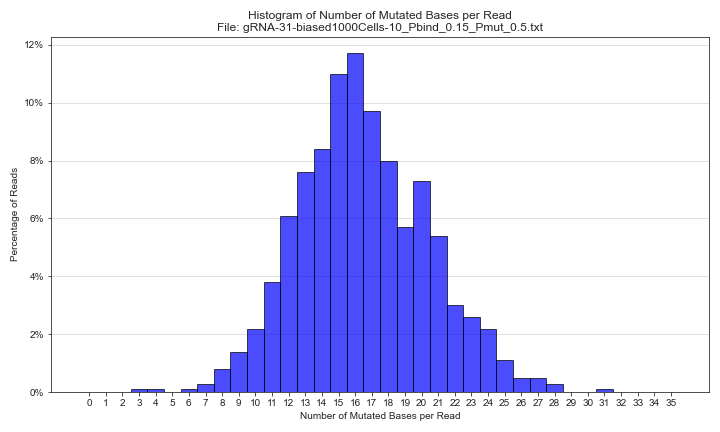 Histogram of Number of Mutated Bases per Read
File: gRNA-31-biased1000Cells-10_Pbind_0.15_Pmut_0.5.txt
12%
10%
8%
6%
4%
2%
0%
Percentage of Reads
0 1 2 3 4 5 6 7 8 9 10 11 12 13 14 15 16 17 18 19 20 21 22 23 24 25 26 27 28 29 30 31 32 33 34 35
Number of Mutated Bases per Read